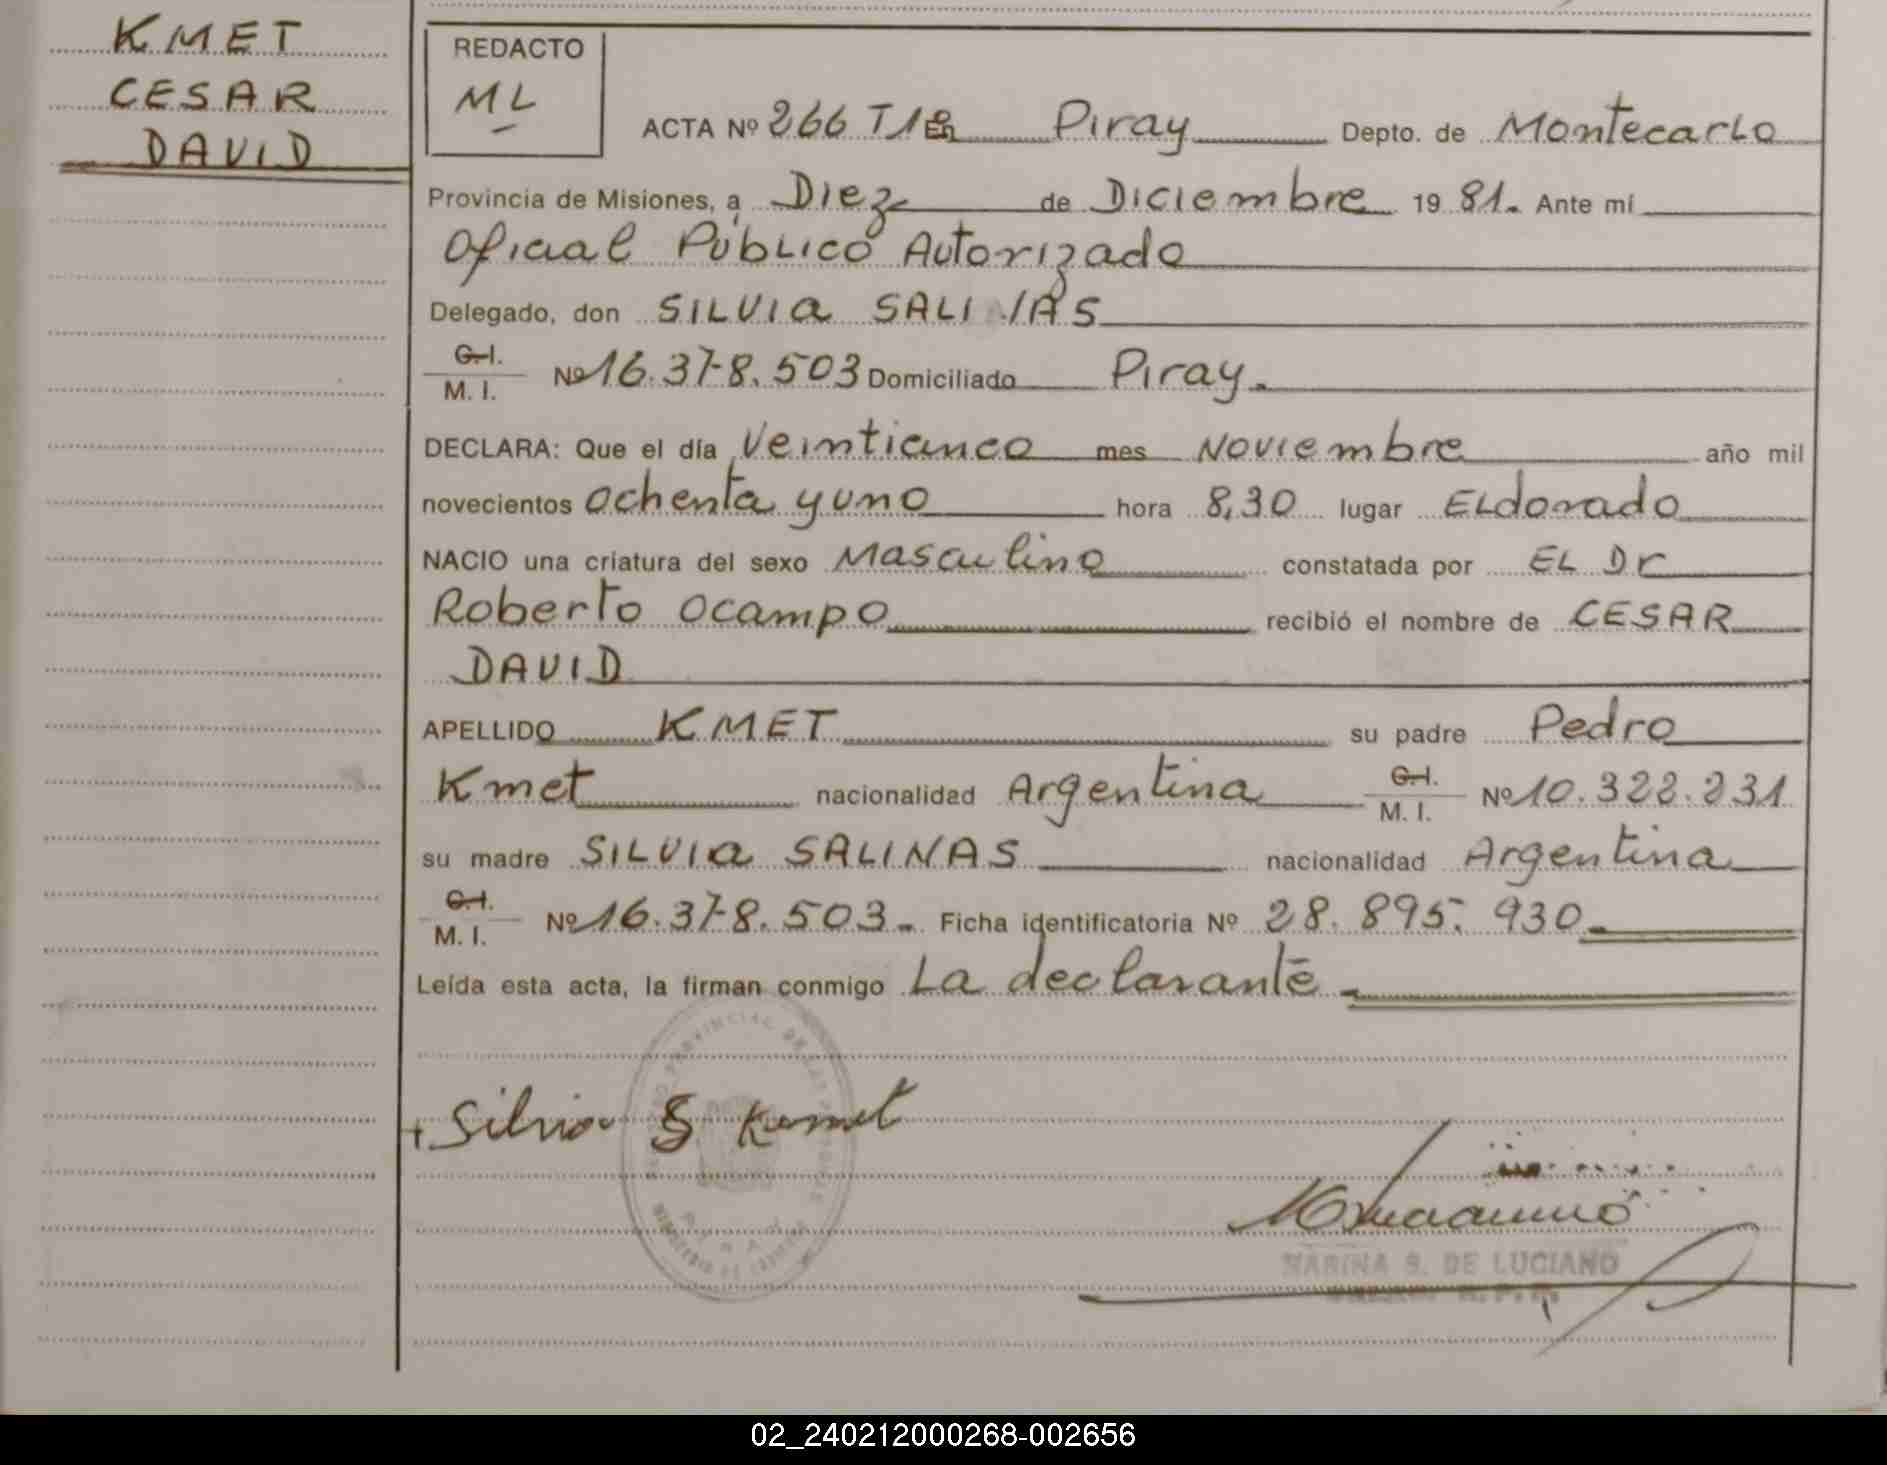 KMET
CESAR
DAVID
REDACTO
ML
ACTA Nº 266 T1º En Piray Depto. de Montecarlo
Provincia de Misiones, a Diez de Diciembre 19 81. Ante mí
Oficial Público Autorizado
Delegado, don SILVIA SALINAS
C.I.
M. I. Nº 16.378.503 Domiciliado Piray.
DECLARA: Que el día Veinticinco mes Noviembre año mil
novecientos Ochenta y uno hora 8,30 lugar ELdorado
NACIO una criatura del sexo Masculino constatada por EL Dr
Roberto Ocampo recibió el nombre de CESAR
DAVID
APELLIDO KMET su padre Pedro
Kmet nacionalidad Argentina C.I. M. I. Nº 10.322.231
su madre SILVIA SALINAS nacionalidad Argentina
C.I.
M. I. Nº 16.378.503. Ficha identificatoria Nº 28.895.930
Leída esta acta, la firman conmigo La declarante
Silvia S Kemet
MARINA S. DE LUCIANO
02_240212000268-002656